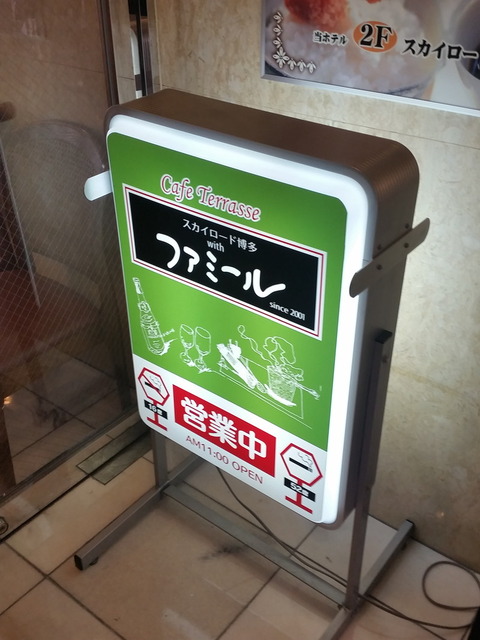 当ホテル 2F スカイロー
Cafe Terrasse
スカイロード博多
with
ファミール
since 2001
営業中
AM11:00 OPEN